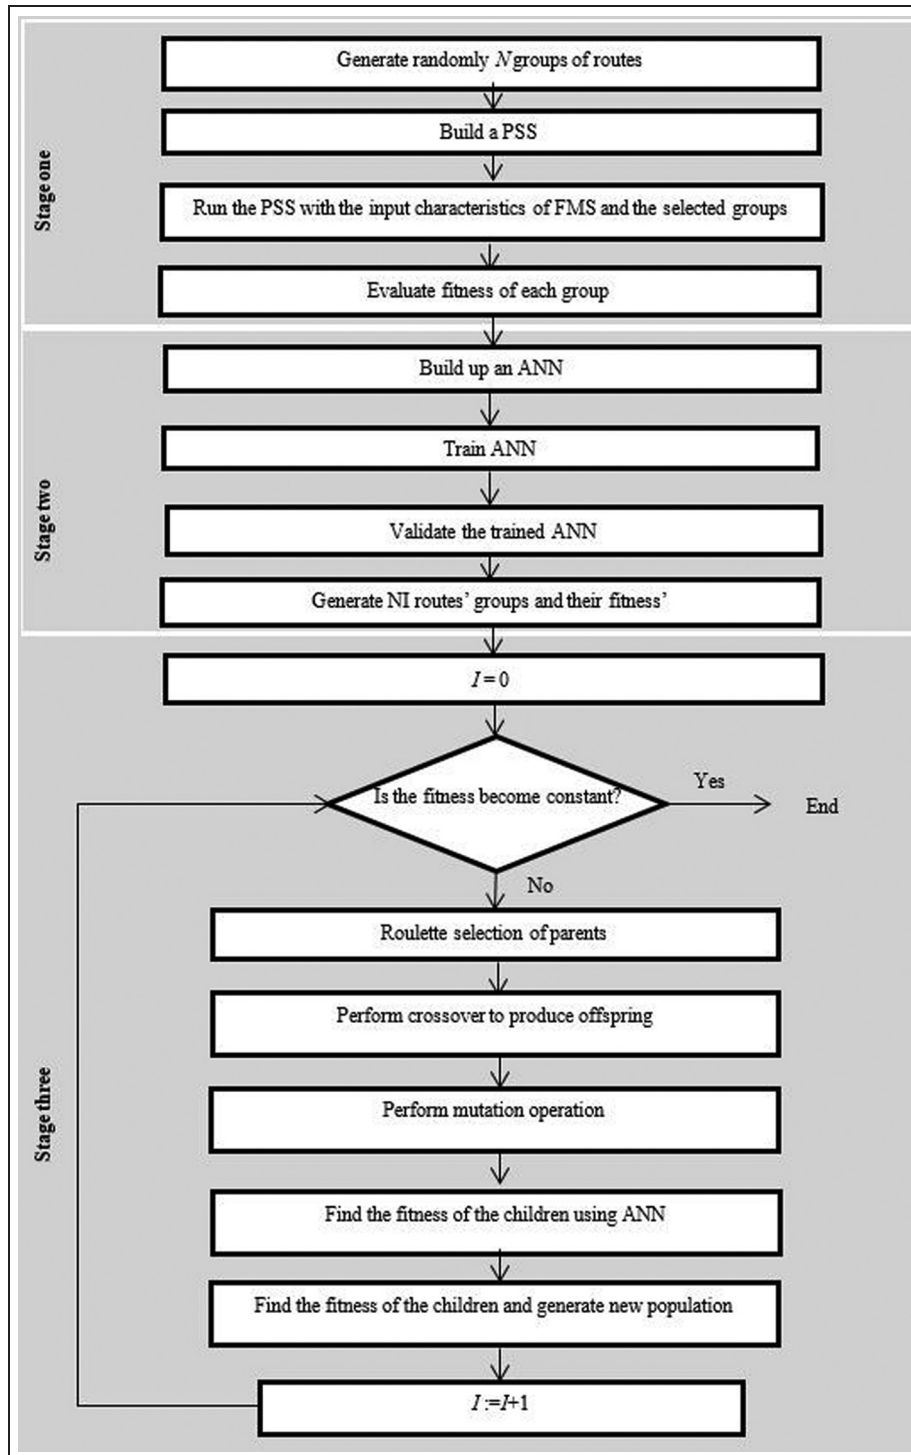 Stage one
Generate randomly N groups of routes
Build a PSS
Run the PSS with the input characteristics of FMS and the selected groups
Evaluate fitness of each group
Stage two
Build up an ANN
Train ANN
Validate the trained ANN
Generate NI routes' groups and their fitness'
Stage three
I = 0
Is the fitness become constant?
Yes
End
No
Roulette selection of parents
Perform crossover to produce offspring
Perform mutation operation
Find the fitness of the children using ANN
Find the fitness of the children and generate new population
I :=I+1